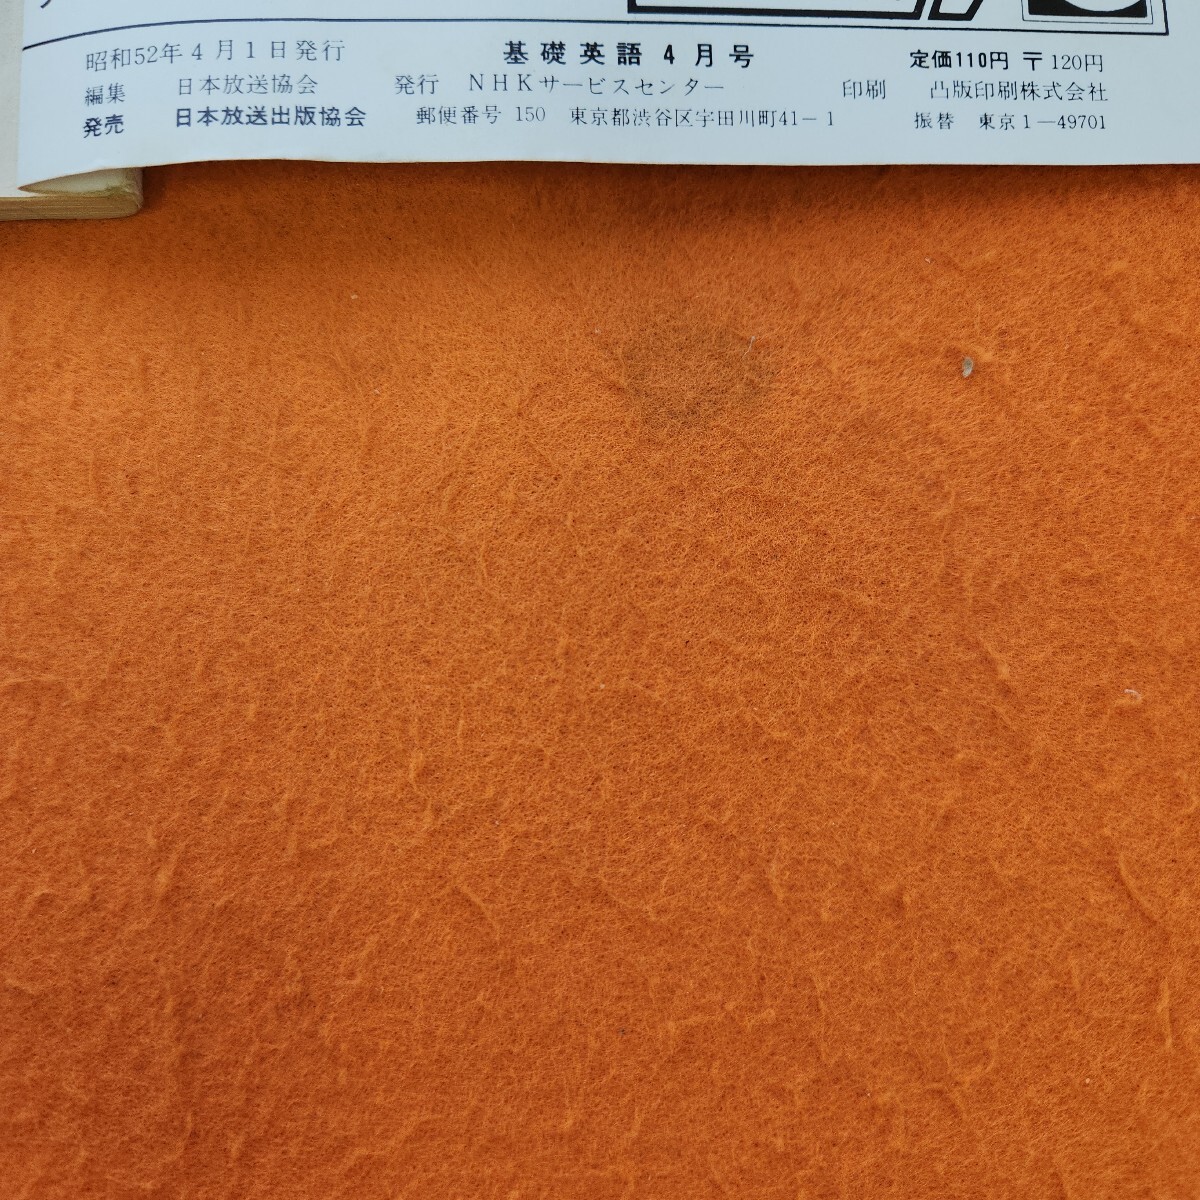 昭和52年4月1日発行 基礎英語4月号 定価110円 〒120円
編集 日本放送協会 発行 NHKサービスセンター 印刷 凸版印刷株式会社
発売 日本放送出版協会 郵便番号 150 東京都渋谷区宇田川町41-1 振替 東京1-49701